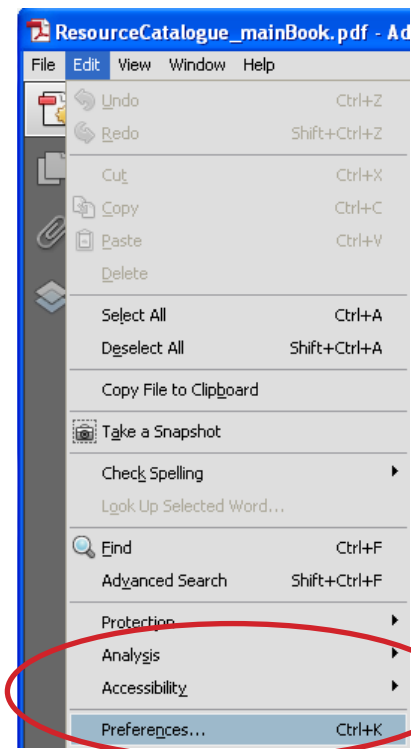 ResourceCatalogue_mainBook.pdf - Ad
File Edit View Window Help
Undo Ctrl+Z
Redo Shift+Ctrl+Z
Cut Ctrl+X
Copy Ctrl+C
Paste Ctrl+V
Delete
Select All Ctrl+A
Deselect All Shift+Ctrl+A
Copy File to Clipboard
Take a Snapshot
Check Spelling
Look Up Selected Word...
Find Ctrl+F
Advanced Search Shift+Ctrl+F
Protection
Analysis
Accessibility
Preferences... Ctrl+K